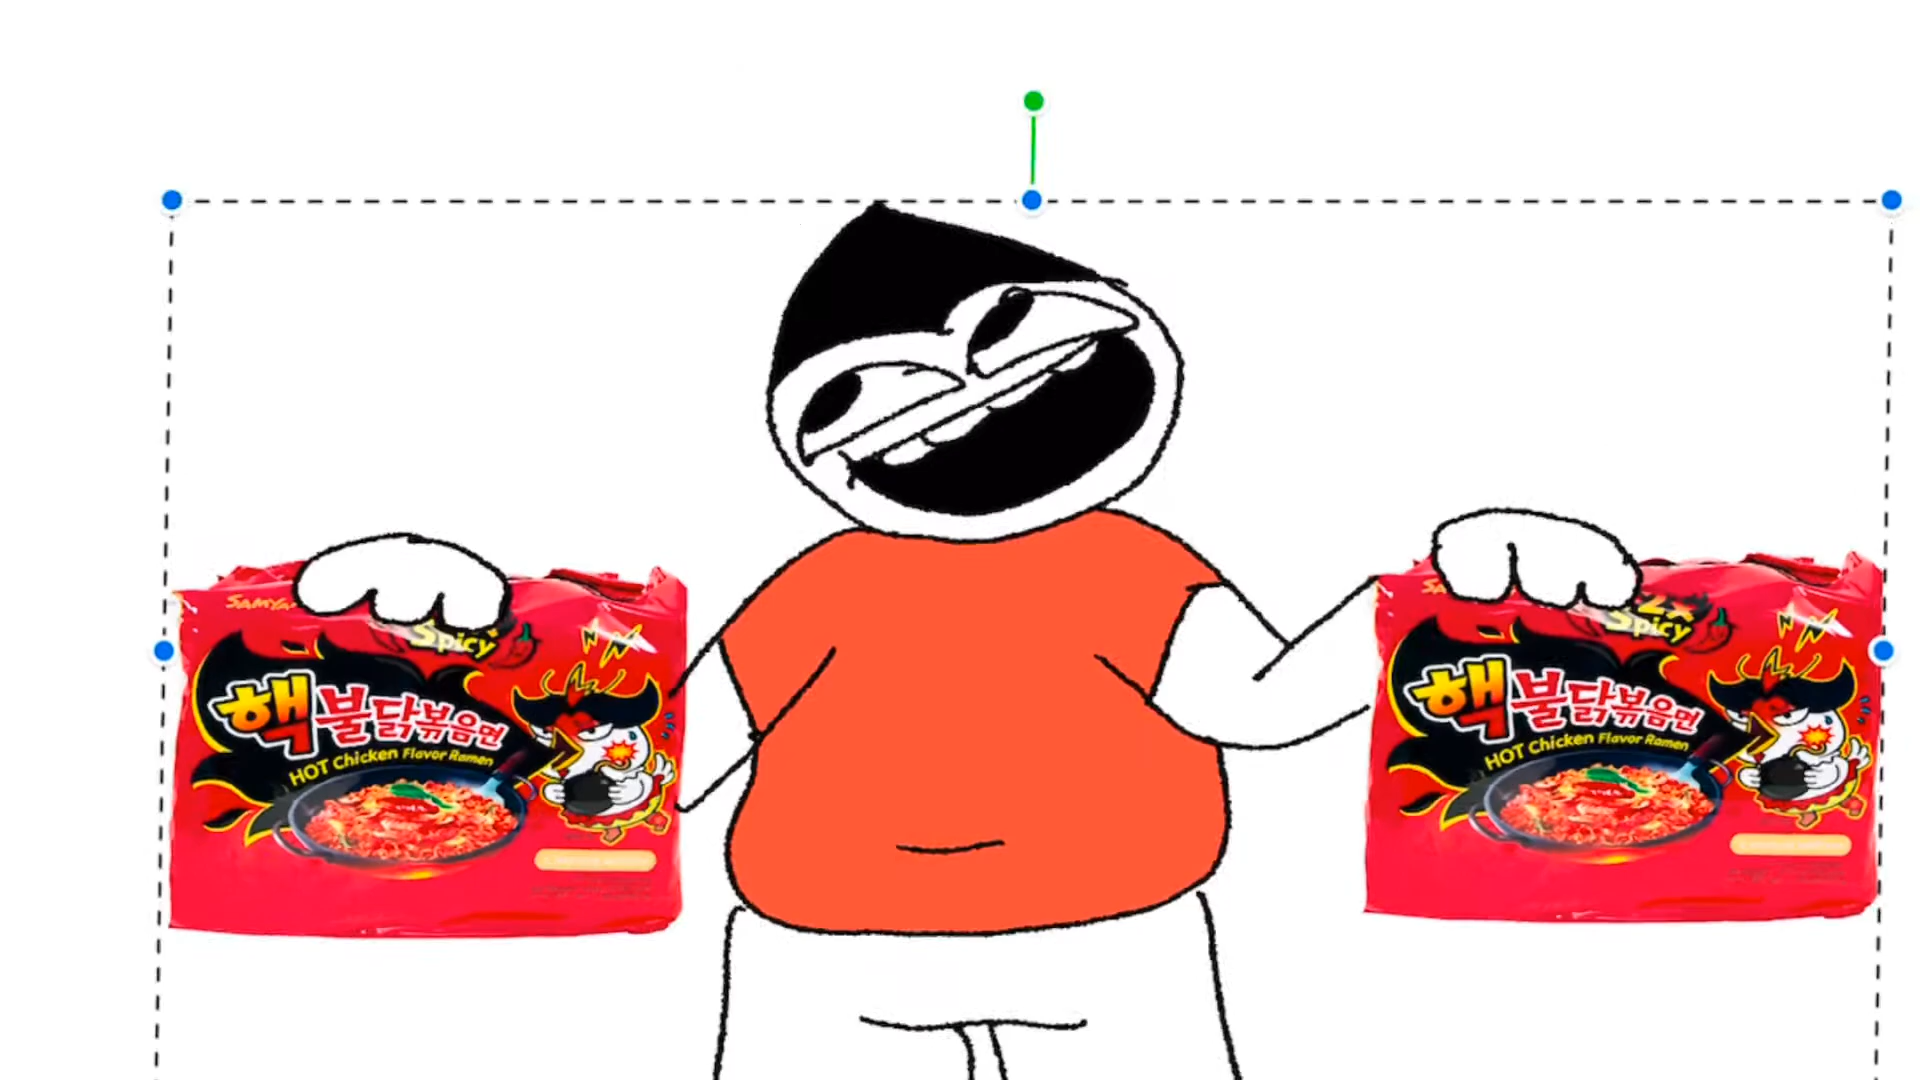 Spicy
핵불닭볶음면
HOT Chicken Flavor Ramen
Spicy
핵불닭볶음면
HOT Chicken Flavor Ramen